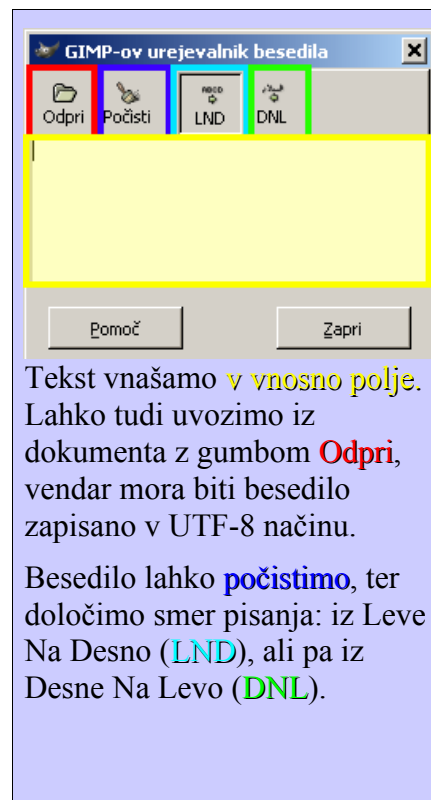 GIMP-ov urejevalnik besedila
Odpri Počisti LND DNL
Pomoč Zapri
Tekst vnašamo v vnosno polje.
Lahko tudi uvozimo iz
dokumenta z gumbom Odpri,
vendar mora biti besedilo
zapisano v UTF-8 načinu.
Besedilo lahko počistimo, ter
določimo smer pisanja: iz Leve
Na Desno (LND), ali pa iz
Desne Na Levo (DNL).